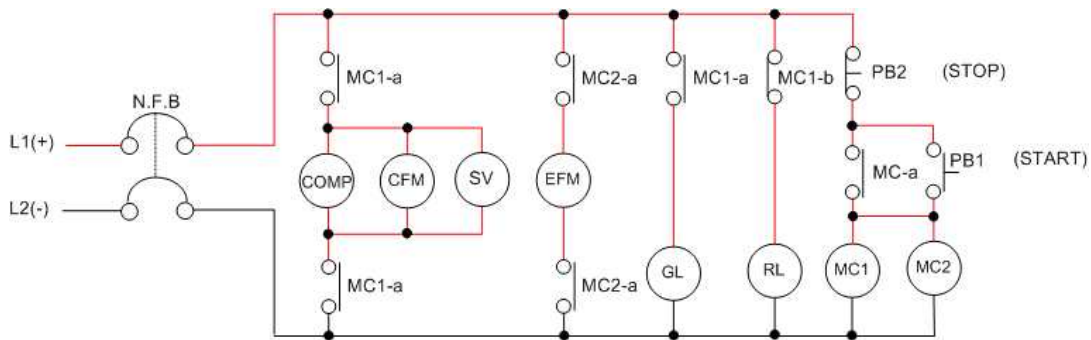 MC1-a
MC2-a
MC1-a
MC1-b
PB2
(STOP)
N.F.B
L1(+)
PB1
(START)
MC-a
COMP
CFM
SV
EFM
L2(-)
GL
RL
MC1
MC2
MC1-a
MC2-a